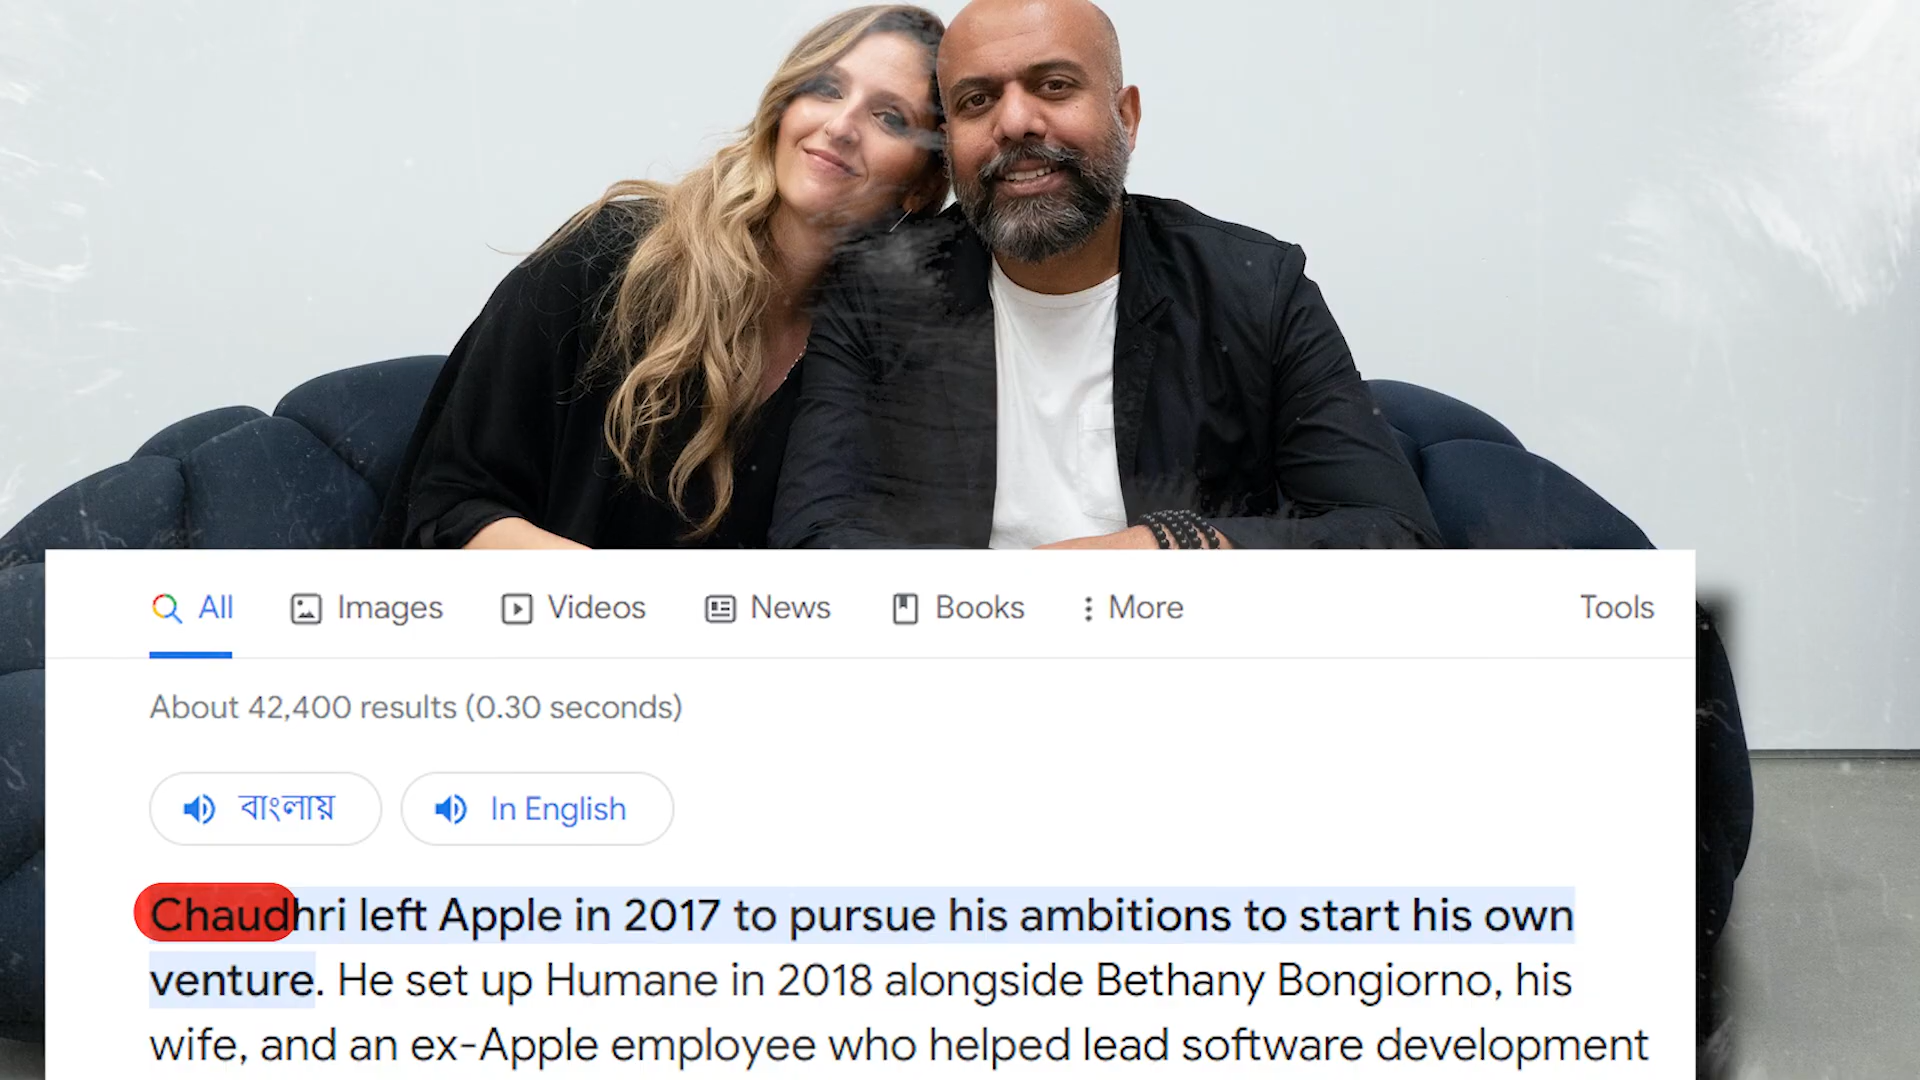 All Images Videos News Books More Tools
About 42,400 results (0.30 seconds)
বাংলায় In English
Chaudhri left Apple in 2017 to pursue his ambitions to start his own
venture. He set up Humane in 2018 alongside Bethany Bongiorno, his
wife, and an ex-Apple employee who helped lead software development